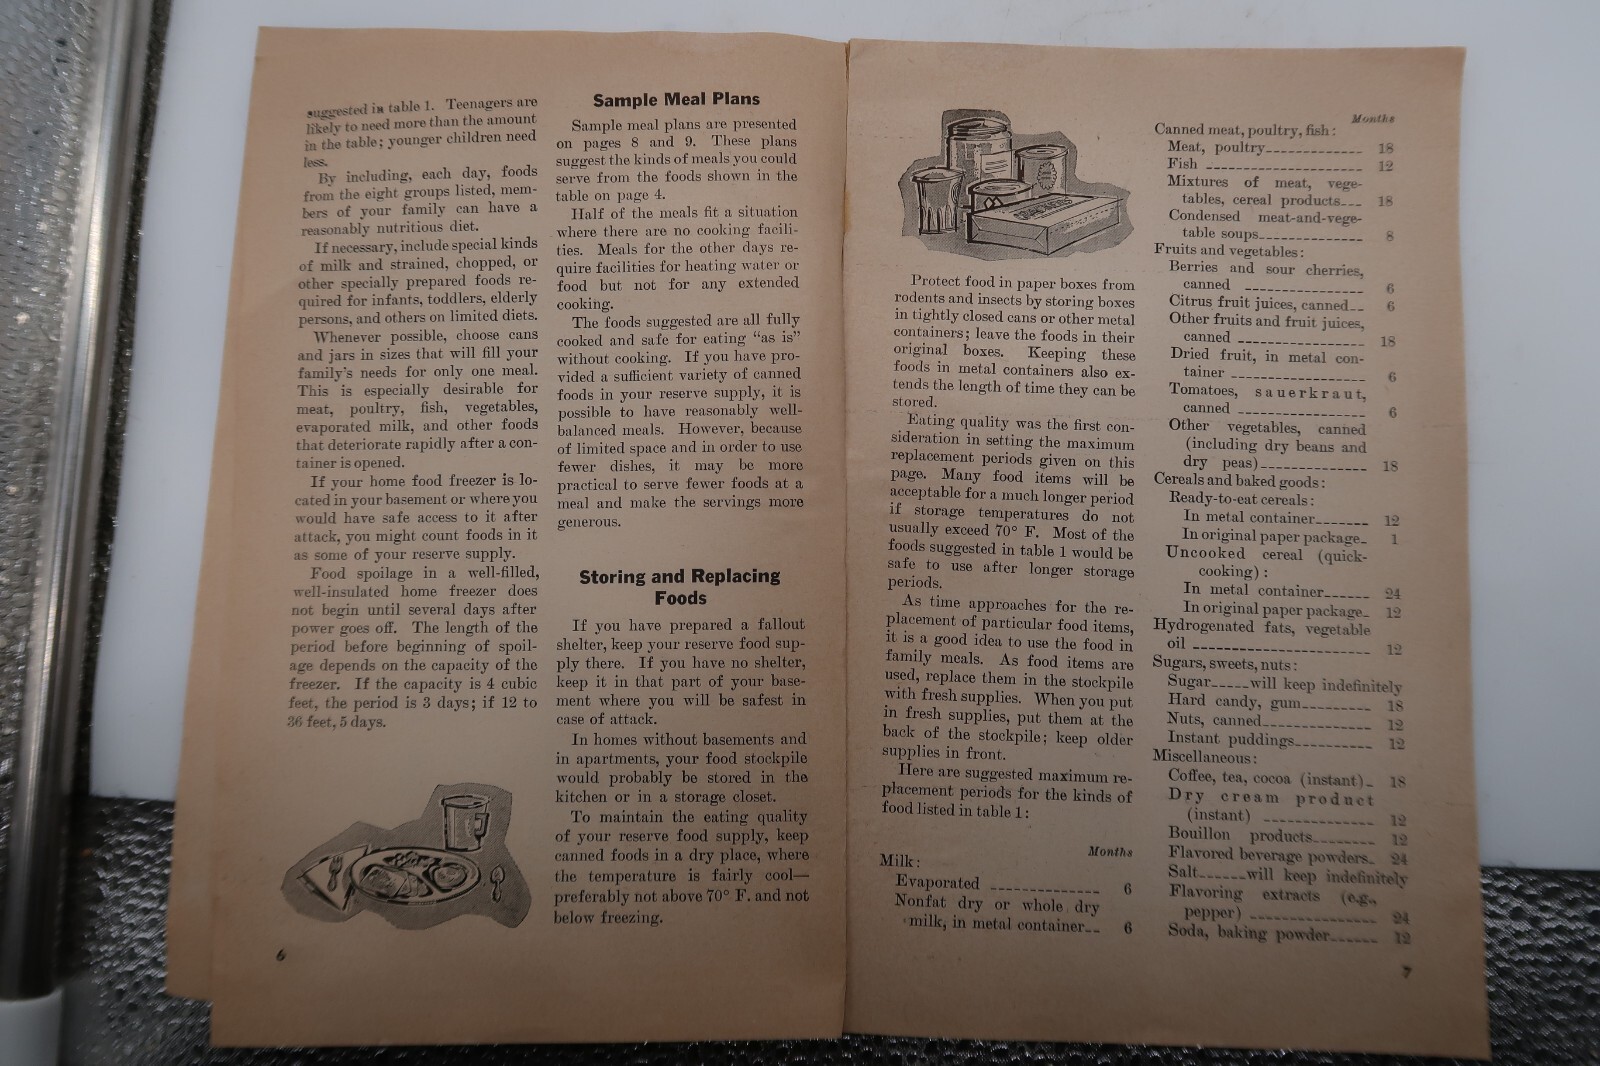 suggested in table 1. Teenagers are
likely to need more than the amount
in the table; younger children need
less.
By including, each day, foods
from the eight groups listed, mem-
bers of your family can have a
reasonably nutritious diet.
If necessary, include special kinds
of milk and strained, chopped, or
other specially prepared foods re-
quired for infants, toddlers, elderly
persons, and others on limited diets.
Whenever possible, choose cans
and jars in sizes that will fill your
family's needs for only one meal.
This is especially desirable for
meat, poultry, fish, vegetables,
evaporated milk, and other foods
that deteriorate rapidly after a con-
tainer is opened.
If your home food freezer is lo-
cated in your basement or where you
would have safe access to it after
attack, you might count foods in it
as some of your reserve supply.
Food spoilage in a well-filled,
well-insulated home freezer does
not begin until several days after
power goes off. The length of the
period before beginning of spoil-
age depends on the capacity of the
freezer. If the capacity is 4 cubic
feet, the period is 3 days; if 12 to
36 feet, 5 days.
6
Sample Meal Plans
Sample meal plans are presented
on pages 8 and 9. These plans
suggest the kinds of meals you could
serve from the foods shown in the
table on page 4.
Half of the meals fit a situation
where there are no cooking facili-
ties. Meals for the other days re-
quire facilities for heating water or
food but not for any extended
cooking.
The foods suggested are all fully
cooked and safe for eating "as is"
without cooking. If you have pro-
vided a sufficient variety of canned
foods in your reserve supply, it is
possible to have reasonably well-
balanced meals. However, because
of limited space and in order to use
fewer dishes, it may be more
practical to serve fewer foods at a
meal and make the servings more
generous.
Storing and Replacing
Foods
If you have prepared a fallout
shelter, keep your reserve food sup-
ply there. If you have no shelter,
keep it in that part of your base-
ment where you will be safest in
case of attack.
In homes without basements and
in apartments, your food stockpile
would probably be stored in the
kitchen or in a storage closet.
To maintain the eating quality
of your reserve food supply, keep
canned foods in a dry place, where
the temperature is fairly cool—
preferably not above 70° F. and not
below freezing.
CRACKERS
Protect food in paper boxes from
rodents and insects by storing boxes
in tightly closed cans or other metal
containers; leave the foods in their
original boxes. Keeping these
foods in metal containers also ex-
tends the length of time they can be
stored.
Eating quality was the first con-
sideration in setting the maximum
replacement periods given on this
page. Many food items will be
acceptable for a much longer period
if storage temperatures do not
usually exceed 70° F. Most of the
foods suggested in table 1 would be
safe to use after longer storage
periods.
As time approaches for the re-
placement of particular food items,
it is a good idea to use the food in
family meals. As food items are
used, replace them in the stockpile
with fresh supplies. When you put
in fresh supplies, put them at the
back of the stockpile; keep older
supplies in front.
Here are suggested maximum re-
placement periods for the kinds of
food listed in table 1:
Months
Milk:
Evaporated 6
Nonfat dry or whole dry
milk, in metal container 6
Months
Canned meat, poultry, fish:
Meat, poultry 18
Fish 12
Mixtures of meat, vege-
tables, cereal products 18
Condensed meat-and-vege-
table soups 8
Fruits and vegetables:
Berries and sour cherries,
canned 6
Citrus fruit juices, canned 6
Other fruits and fruit juices,
canned 18
Dried fruit, in metal con-
tainer 6
Tomatoes, sauerkraut,
canned 6
Other vegetables, canned
(including dry beans and
dry peas) 18
Cereals and baked goods:
Ready-to-eat cereals:
In metal container 12
In original paper package 1
Uncooked cereal (quick-
cooking):
In metal container 24
In original paper package 12
Hydrogenated fats, vegetable
oil 12
Sugars, sweets, nuts:
Sugar will keep indefinitely
Hard candy, gum 18
Nuts, canned 12
Instant puddings 12
Miscellaneous:
Coffee, tea, cocoa (instant) 18
Dry cream product
(instant) 12
Bouillon products 12
Flavored beverage powders 24
Salt will keep indefinitely
Flavoring extracts (e.g.,
pepper) 24
Soda, baking powder 12
7